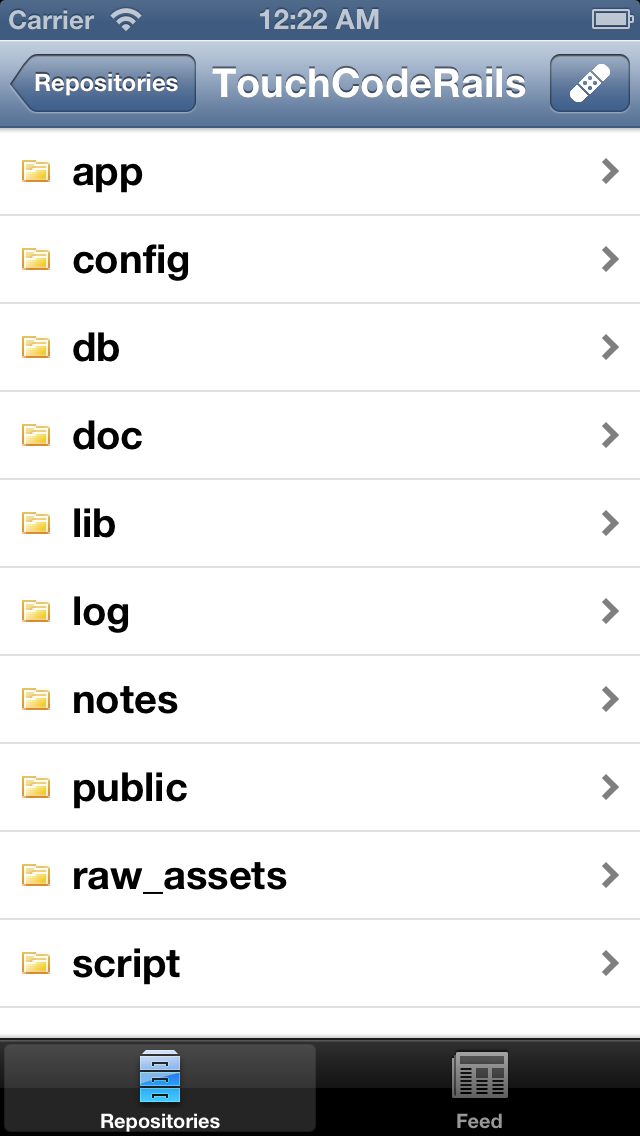 Carrier 12:22 AM
Repositories TouchCodeRails
app
config
db
doc
lib
log
notes
public
raw_assets
script
Repositories Feed